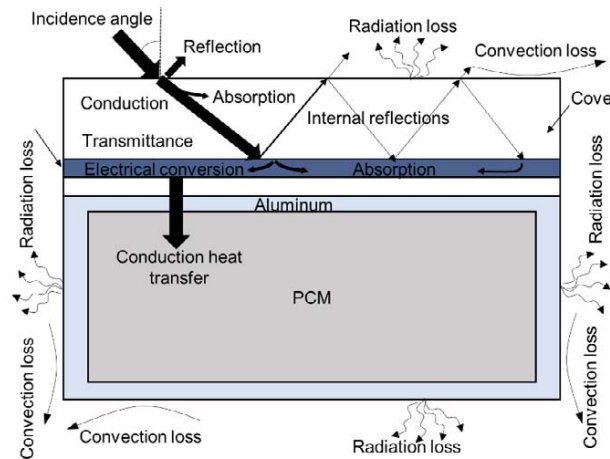 Incidence angle
Reflection
Radiation loss
Convection loss
Conduction
Absorption
Internal reflections
Cove
Transmittance
Electrical conversion
Absorption
Radiation loss
Aluminum
Radiation loss
Conduction heat
transfer
PCM
Convection loss
Convection loss
Convection loss
Radiation loss